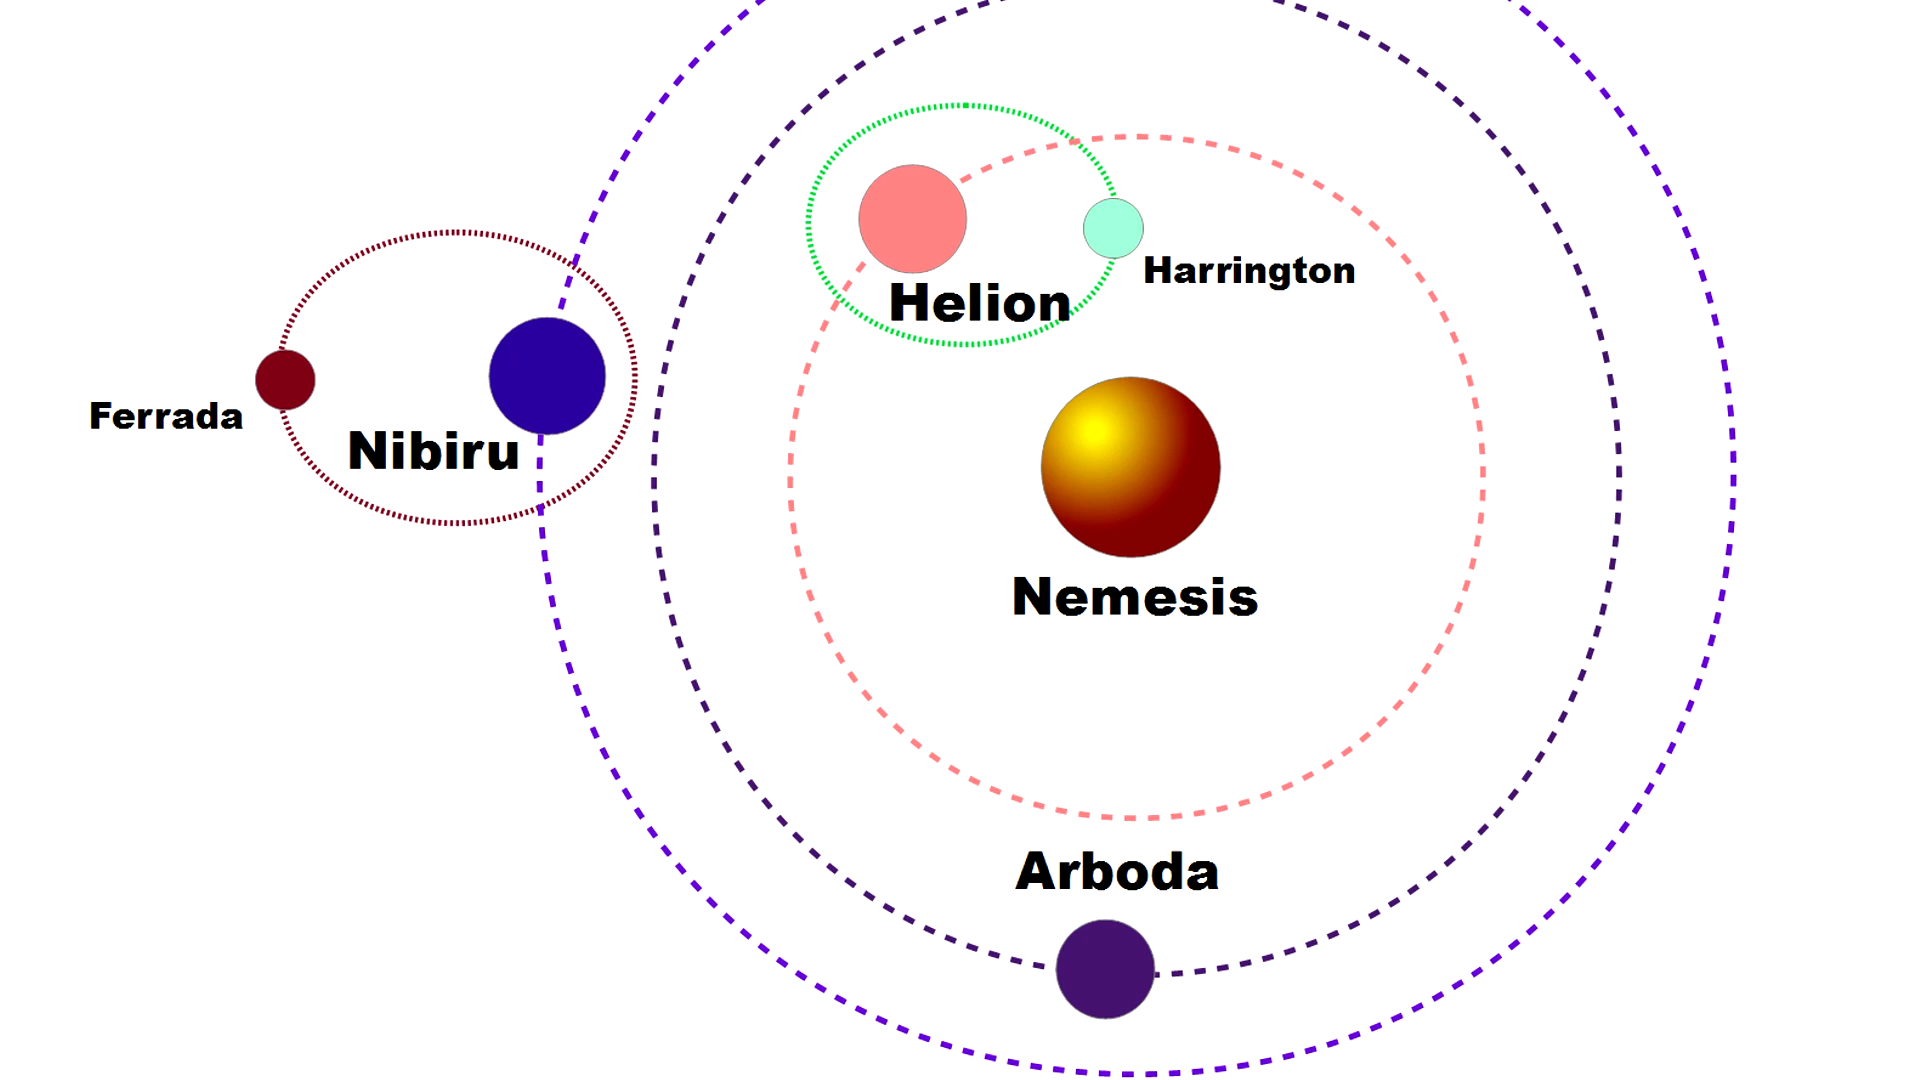 Harrington
Helion
Ferrada
Nibiru
Nemesis
Arboda